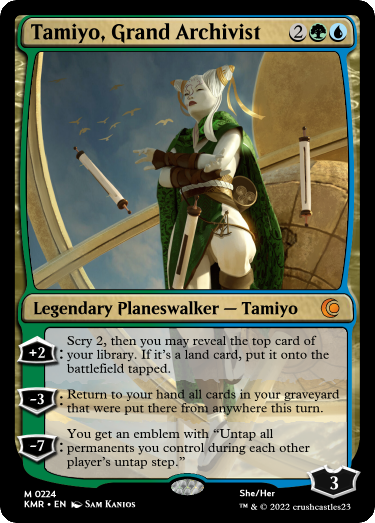 Tamiyo, Grand Archivist 2
Legendary Planeswalker — Tamiyo
+2: Scry 2, then you may reveal the top card of
your library. If it's a land card, put it onto the
battlefield tapped.
-3: Return to your hand all cards in your graveyard
that were put there from anywhere this turn.
-7: You get an emblem with “Untap all
permanents you control during each other
player's untap step.”
3
M 0224
KMR • EN Sam Kanios
She/Her
™ & © 2022 crushcastles23